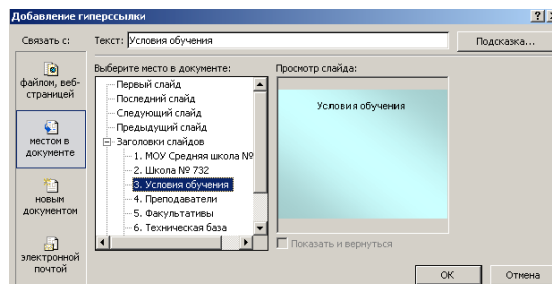 Добавление гиперссылки
Связать с:
Текст: Условия обучения
Подсказка...
файлом, веб-
страницей
местом в
документе
новым
документом
электронной
почтой
Выберите место в документе:
Первый слайд
Последний слайд
Следующий слайд
Предыдущий слайд
Заголовки слайдов
1. МОУ Средняя школа №
2. Школа № 732
3. Условия обучения
4. Преподаватели
5. Факультативы
6. Техническая база
Просмотр слайда:
Условия обучения
Показать и вернуться
ОК
Отмена